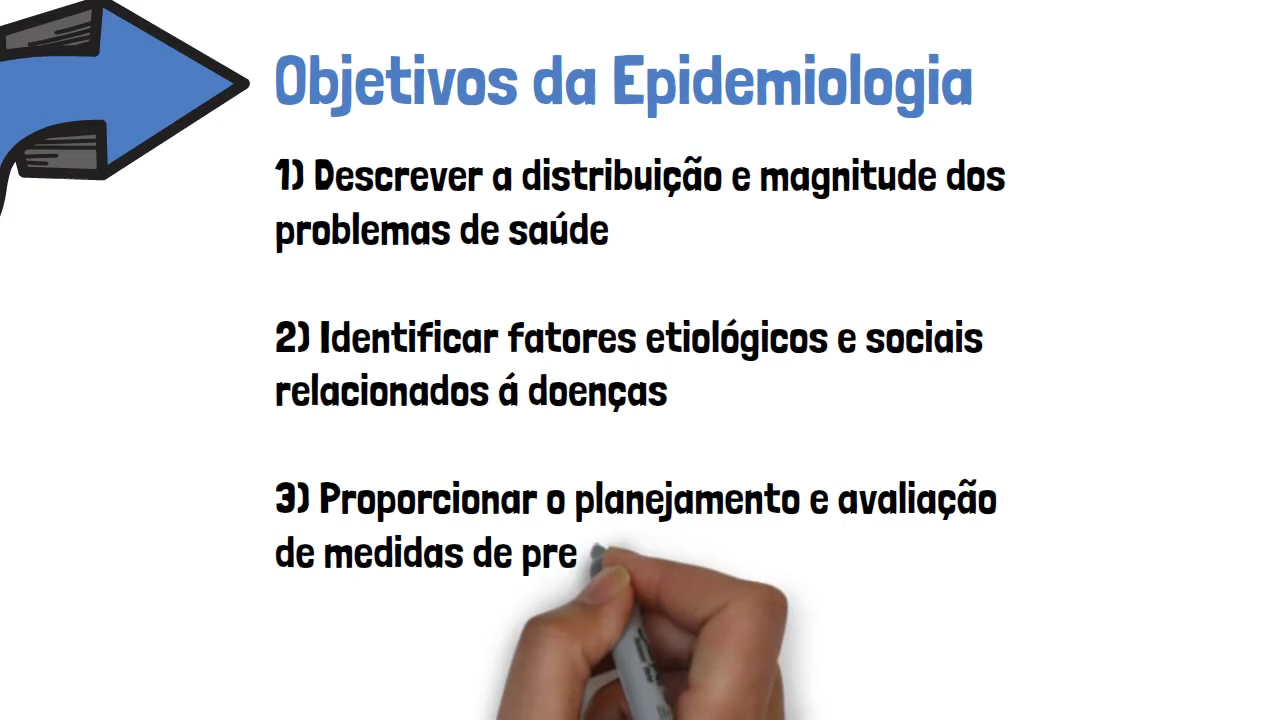 Objetivos da Epidemiologia
1) Descrever a distribuição e magnitude dos
problemas de saúde
2) Identificar fatores etiológicos e sociais
relacionados á doenças
3) Proporcionar o planejamento e avaliação
de medidas de pre